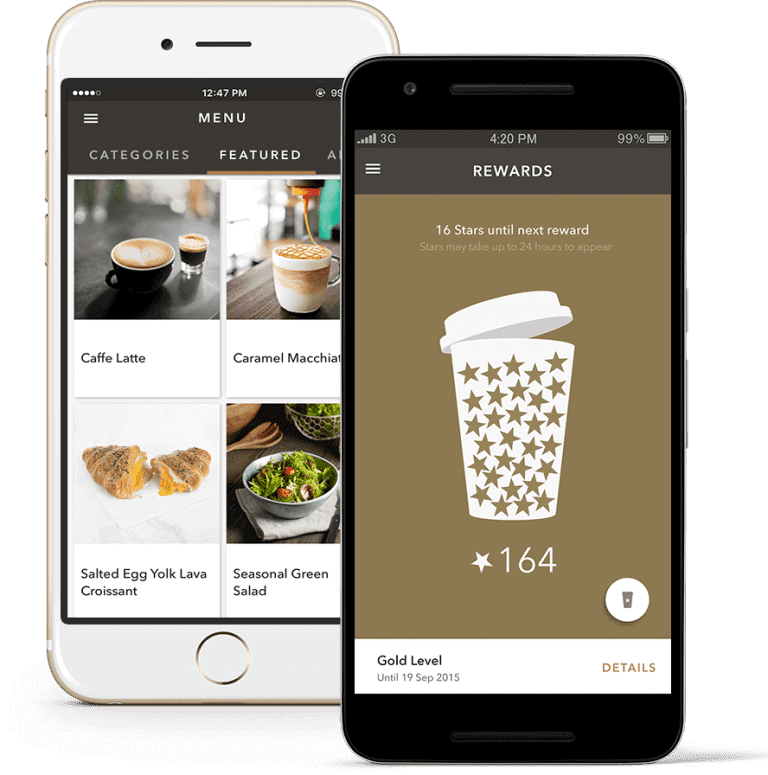 12:47 PM
99
MENU
CATEGORIES FEATURED
Caffe Latte
Caramel
Salted Egg Yolk Lava
Croissant
Seasonal Green
Salad
3G 4:20 PM 99%
REWARDS
16 Stars until next reward
Stars may take up to 24 hours to appear
164
Gold Level
Until 19 Sep 2015
DETAILS